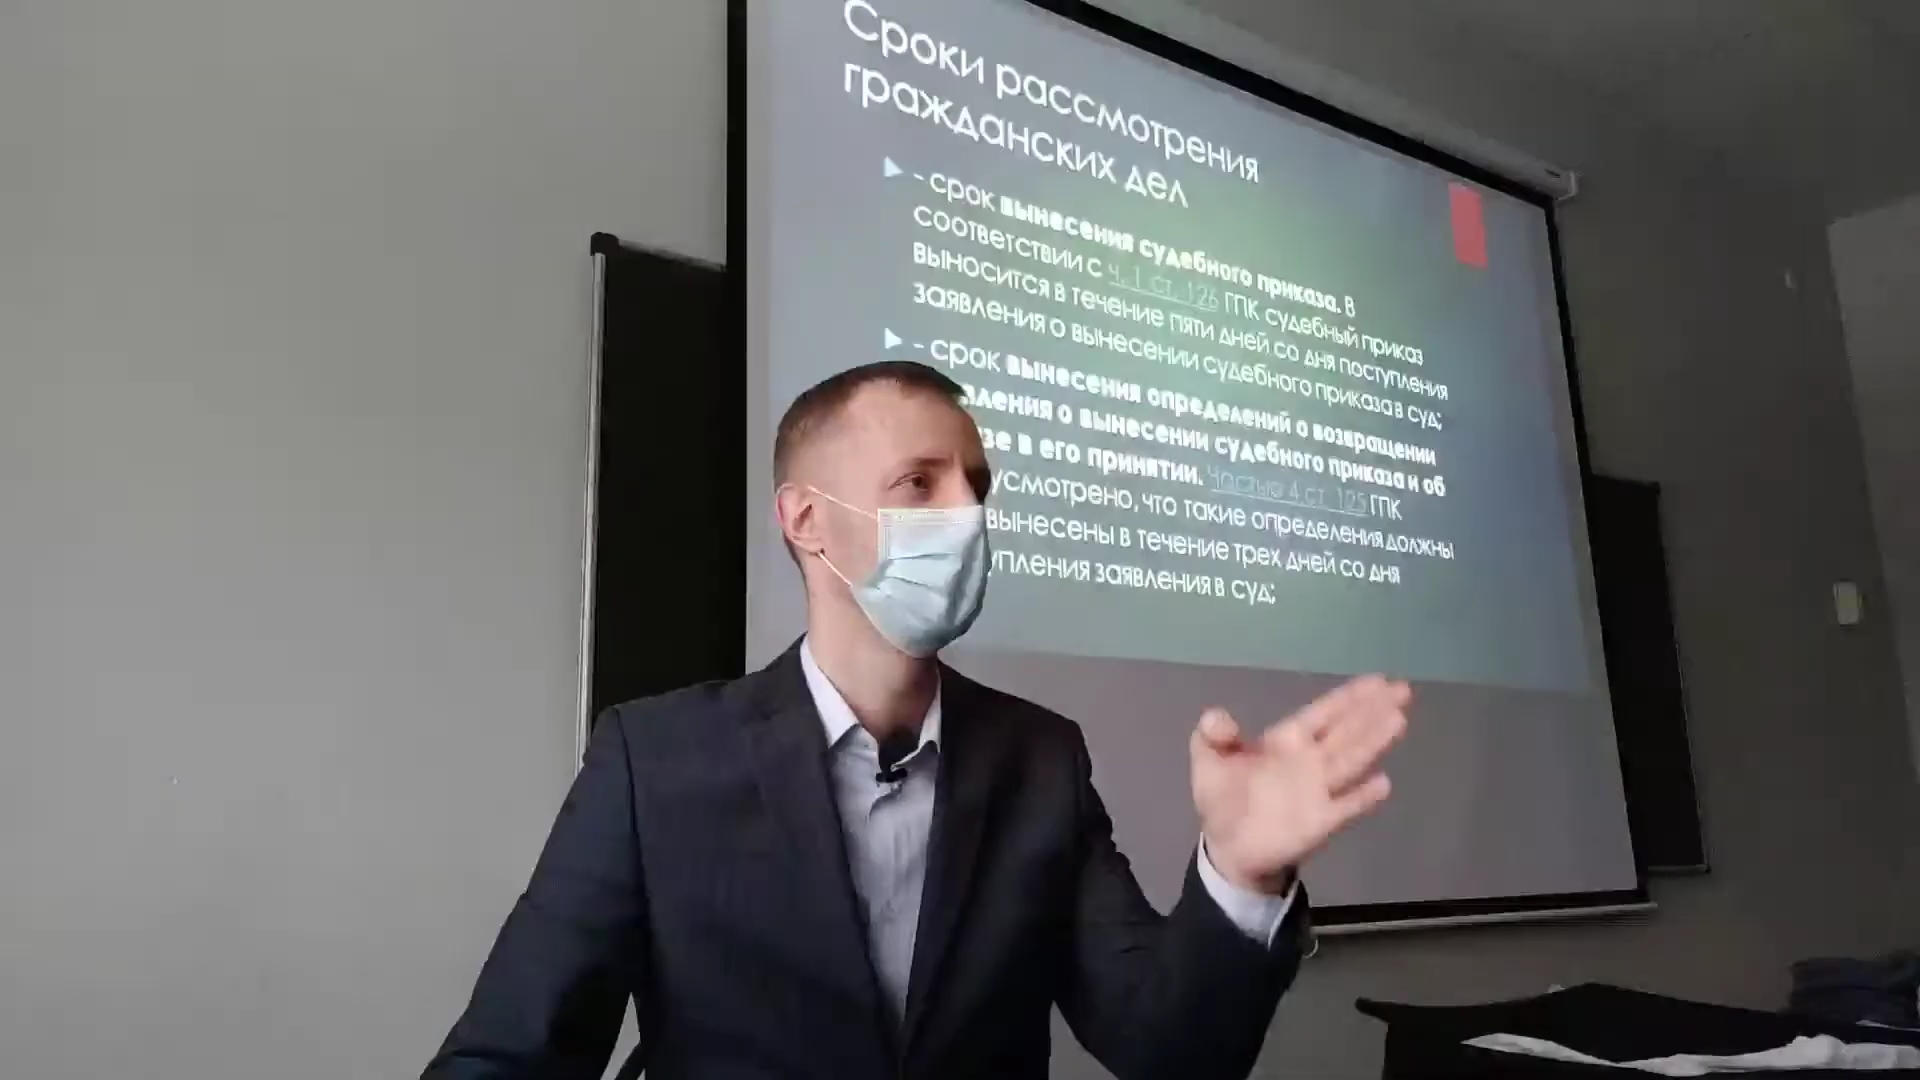 Сроки рассмотрения
гражданских дел
- срок вынесения судебного приказа. В
соответствии с ч. 1 ст. 126 ГПК судебный приказ
выносится в течение пяти дней со дня поступления
заявления о вынесении судебного приказа в суд;
- срок вынесения определений о возвращении
вления о вынесении судебного приказа и об
зе в его принятии. Частью 4 ст. 125 ГПК
усмотрено, что такие определения должны
вынесены в течение трех дней со дня
упления заявления в суд;